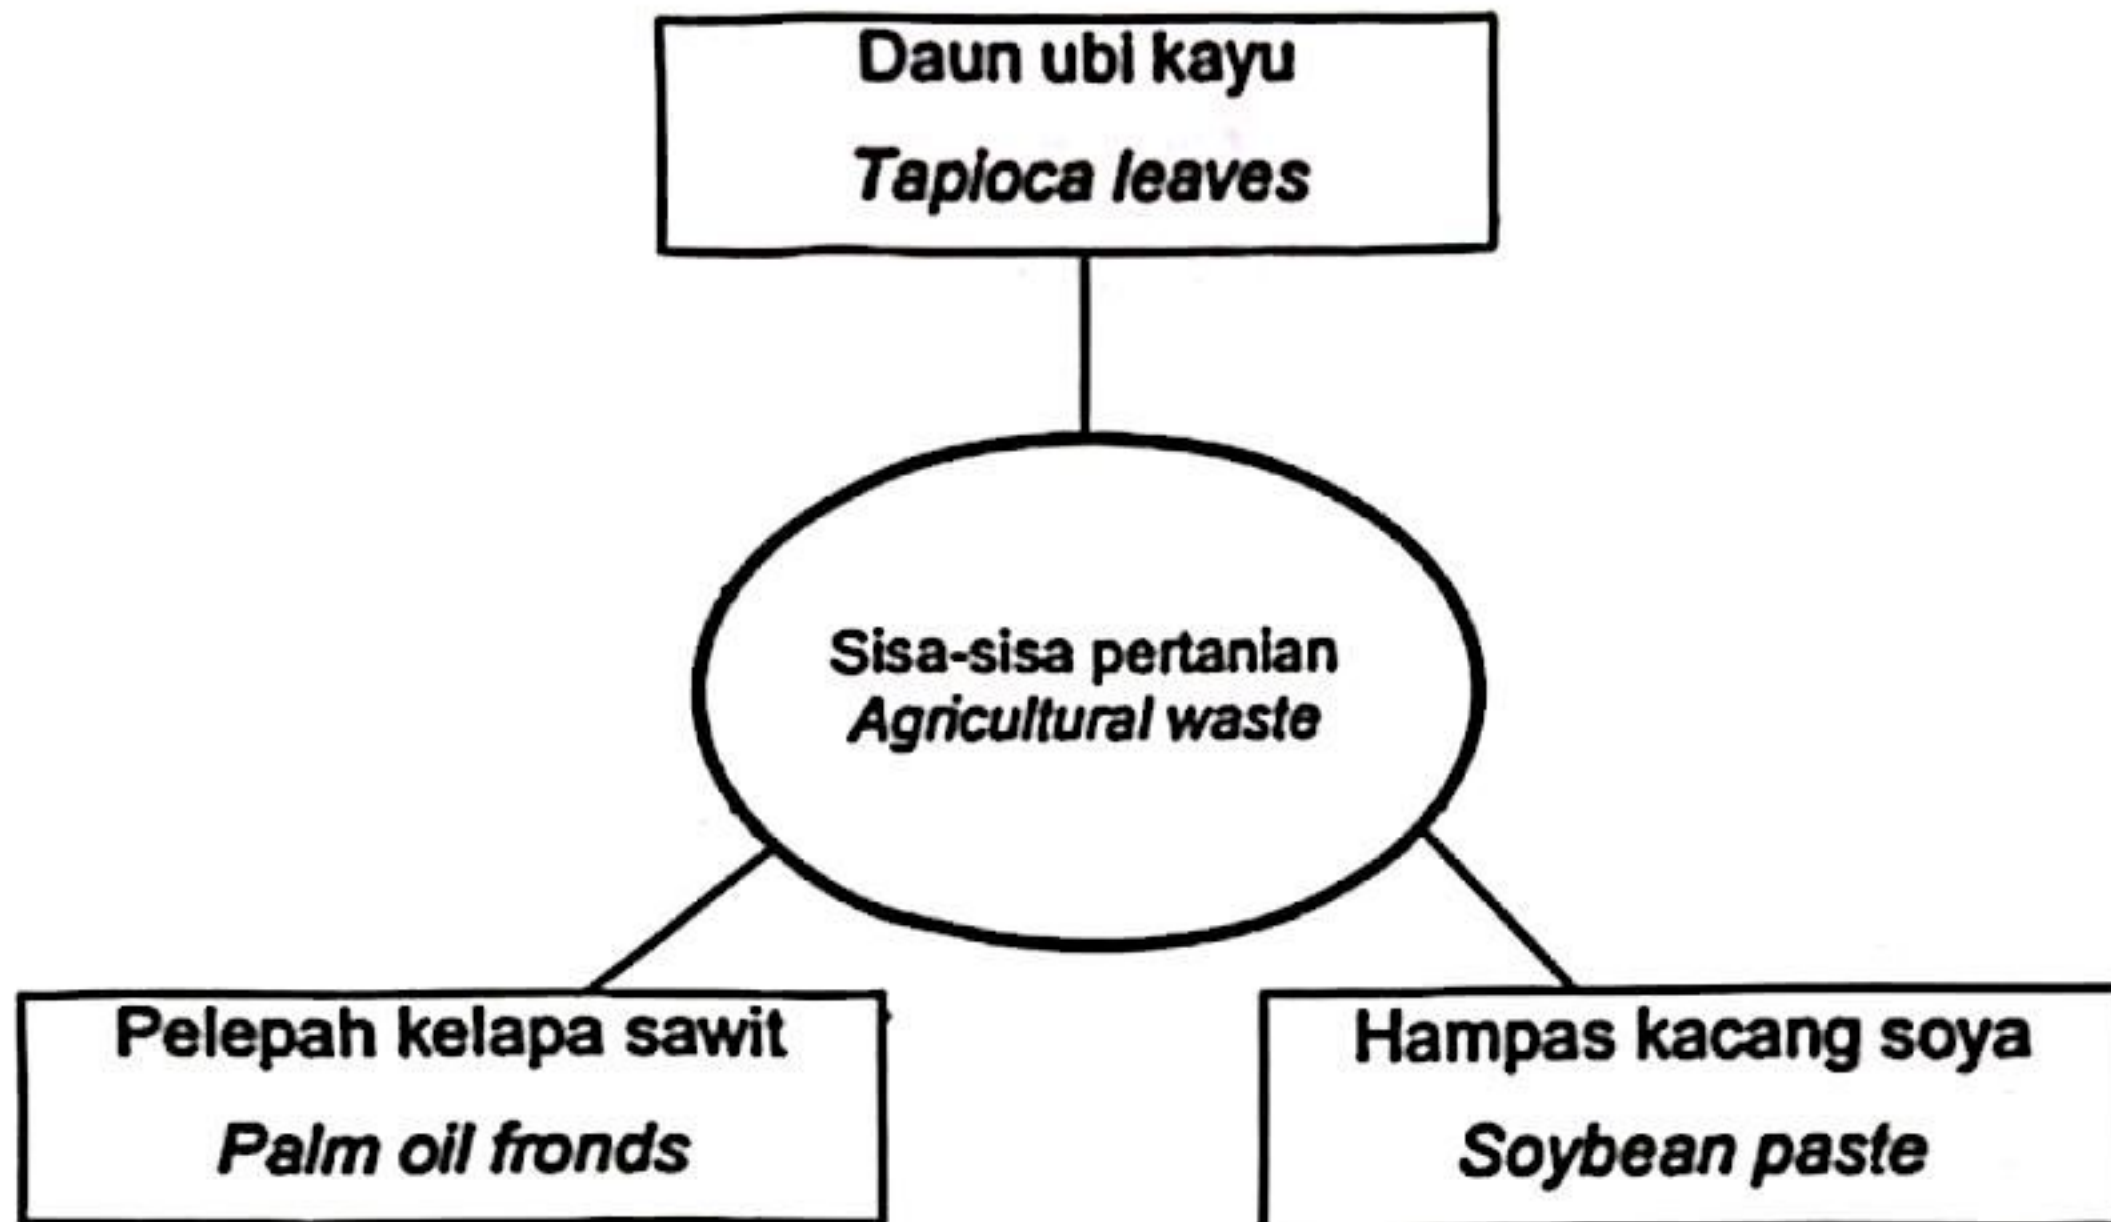 Daun ubi kayu
Tapioca leaves
Sisa-sisa pertanian
Agricultural waste
Pelepah kelapa sawit
Palm oil fronds
Hampas kacang soya
Soybean paste